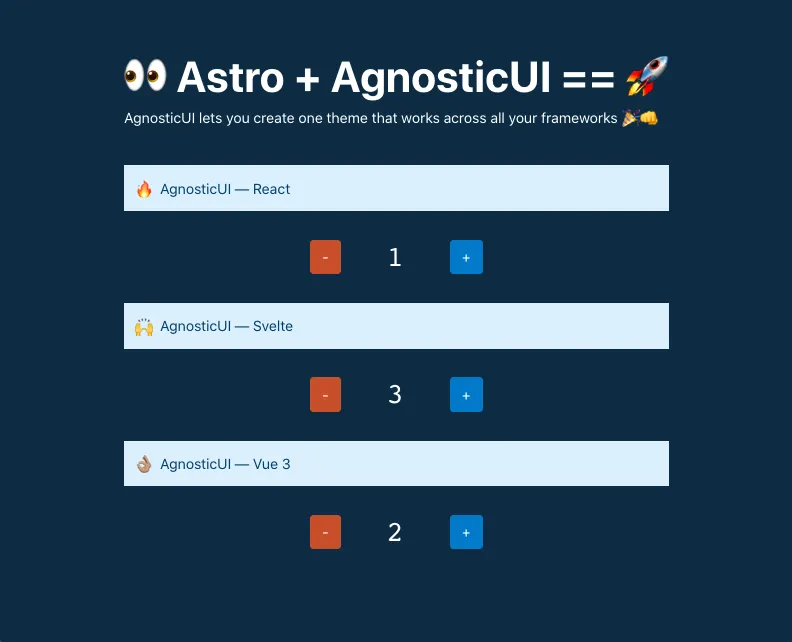 👀 Astro + AgnosticUI == 🚀
AgnosticUI lets you create one theme that works across all your frameworks 🎉👊
🔥 AgnosticUI — React
- 1 +
🙌 AgnosticUI — Svelte
- 3 +
👌🏽 AgnosticUI — Vue 3
- 2 +